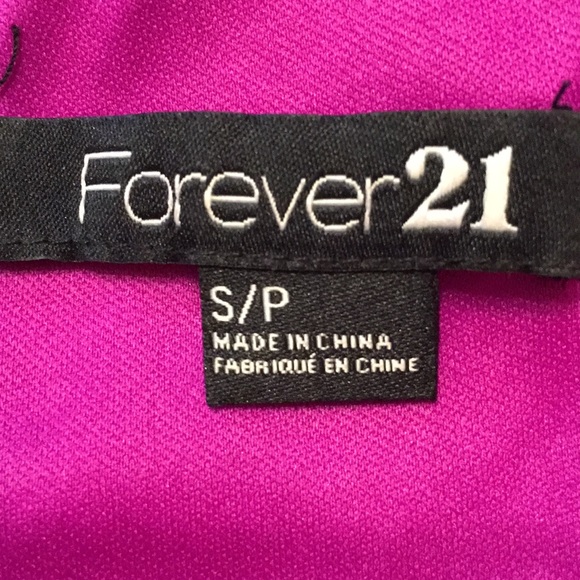 Forever21
S/P
MADE IN CHINA
FABRIQUÉ EN CHINE